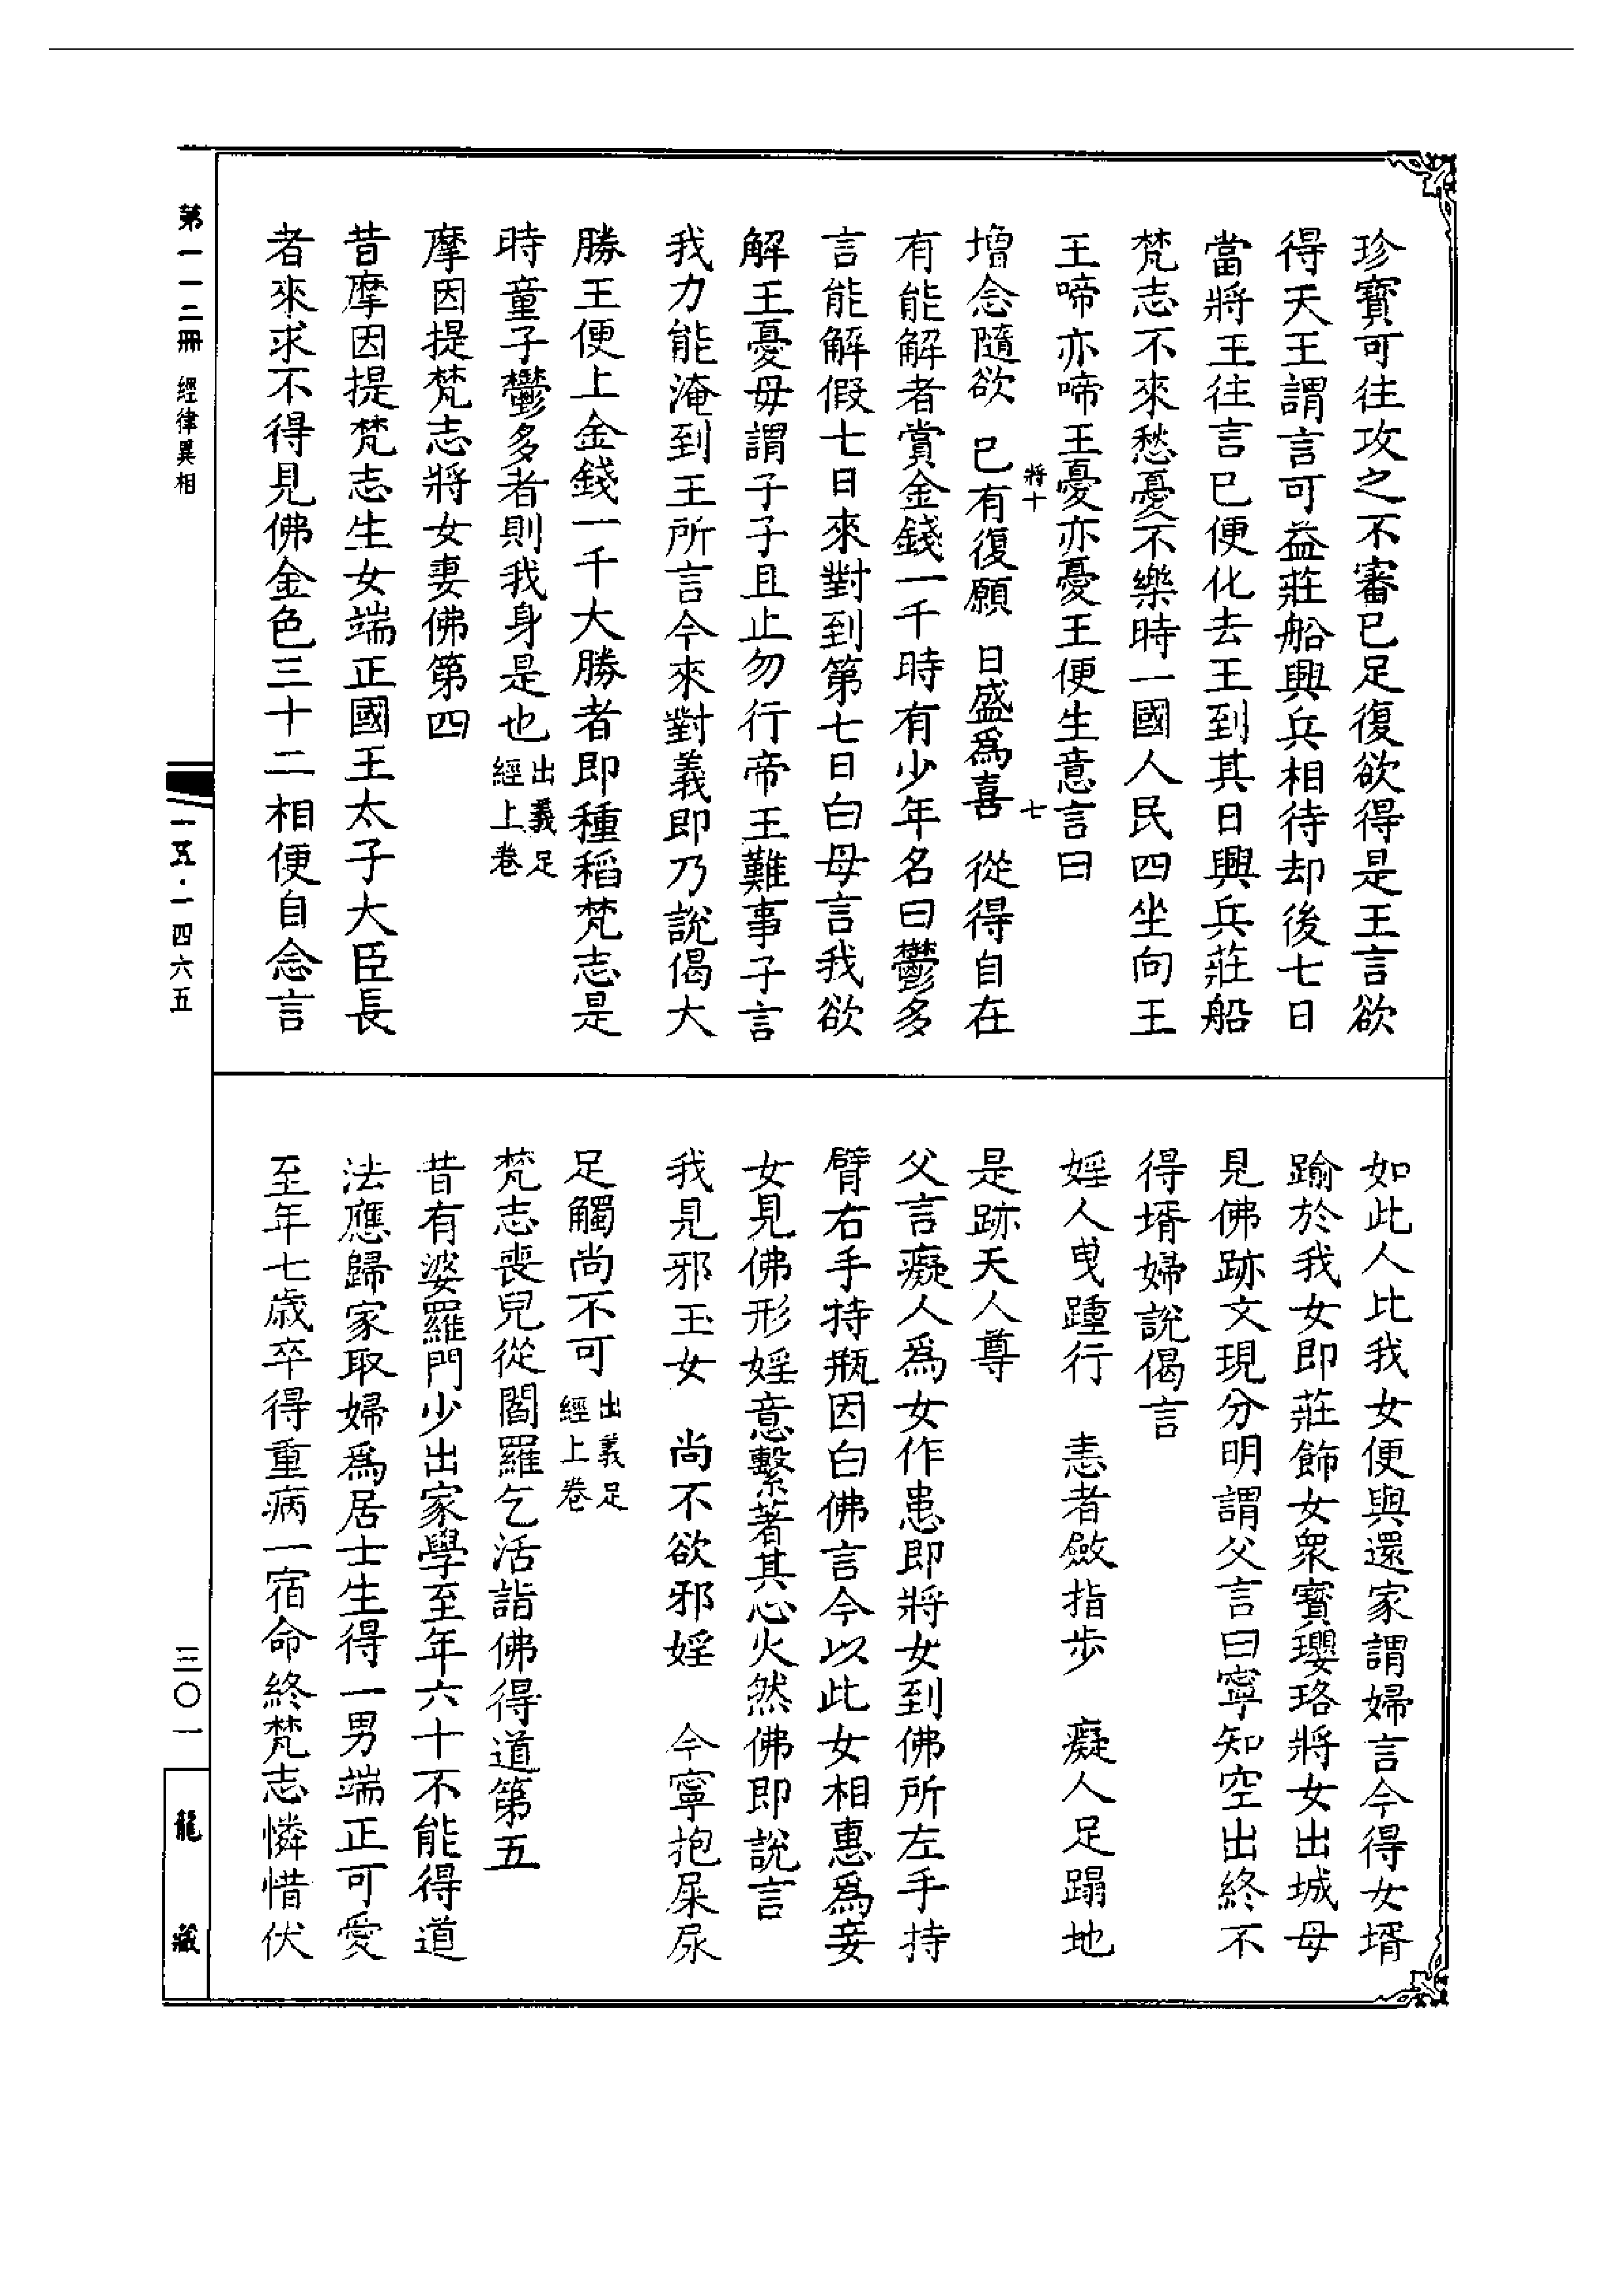 珍寶可往攻之不審已足復欲得是王言欲
得天王謂言可益莊船興兵相待却後七日
當將王往言已便化去王到其日興兵莊船
梵志不來愁憂不樂時一國人民四坐向王
王啼亦啼王憂亦憂王便生意言曰
將十
七
增念隨欲 已有復願 日盛爲喜 從得自在
有能解者賞金錢一千時有少年名曰鬱多
言能解假七日來對到第七日白母言我欲
解王憂母謂子子且止勿行帝王難事子言
我力能淹到王所言今來對義即乃說偈大
勝王便上金錢一千大勝者即種稻梵志是
時童子鬱多者則我身是也出義足經上卷
摩因提梵志將女妻佛第四
昔摩因提梵志生女端正國王太子大臣長
者來求不得見佛金色三十二相便自念言
如此人比我女便與還家謂婦言今得女壻
踰於我女即莊飾女衆寶瓔珞將女出城母
見佛跡文現分明謂父言曰寧知空出終不
得壻婦說偈言
婬人曳踵行 恚者斂指步 癡人足蹋地
是跡天人尊
父言癡人爲女作患即將女到佛所左手持
臂右手持瓶因白佛言今以此女相惠爲妾
女見佛形婬意繫著其心火然佛即說言
我見邪玉女 尚不欲邪婬 今寧抱屎尿
足觸尚不可出義足經上卷
梵志喪兒從閻羅乞活詣佛得道第五
昔有婆羅門少出家學至年六十不能得道
法應歸家取婦爲居士生得一男端正可愛
至年七歲卒得重病一宿命終梵志憐惜伏
第一一二冊 經律異相
一五·一四六五
三〇一
龍藏